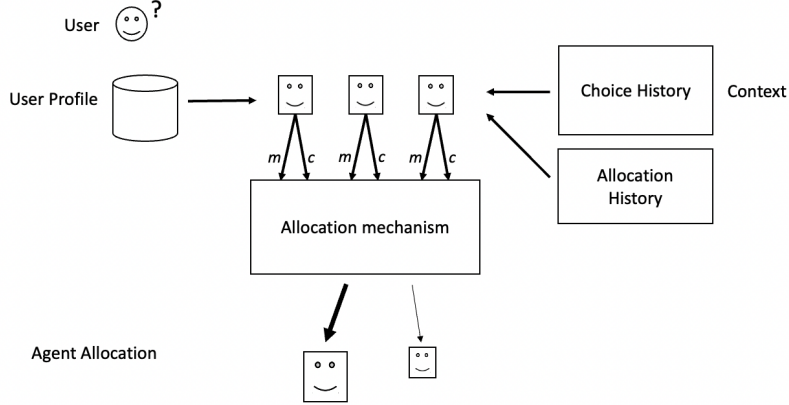 User
?
User Profile
Choice History
Context
m
c
m
c
m
c
Allocation
History
Allocation mechanism
Agent Allocation